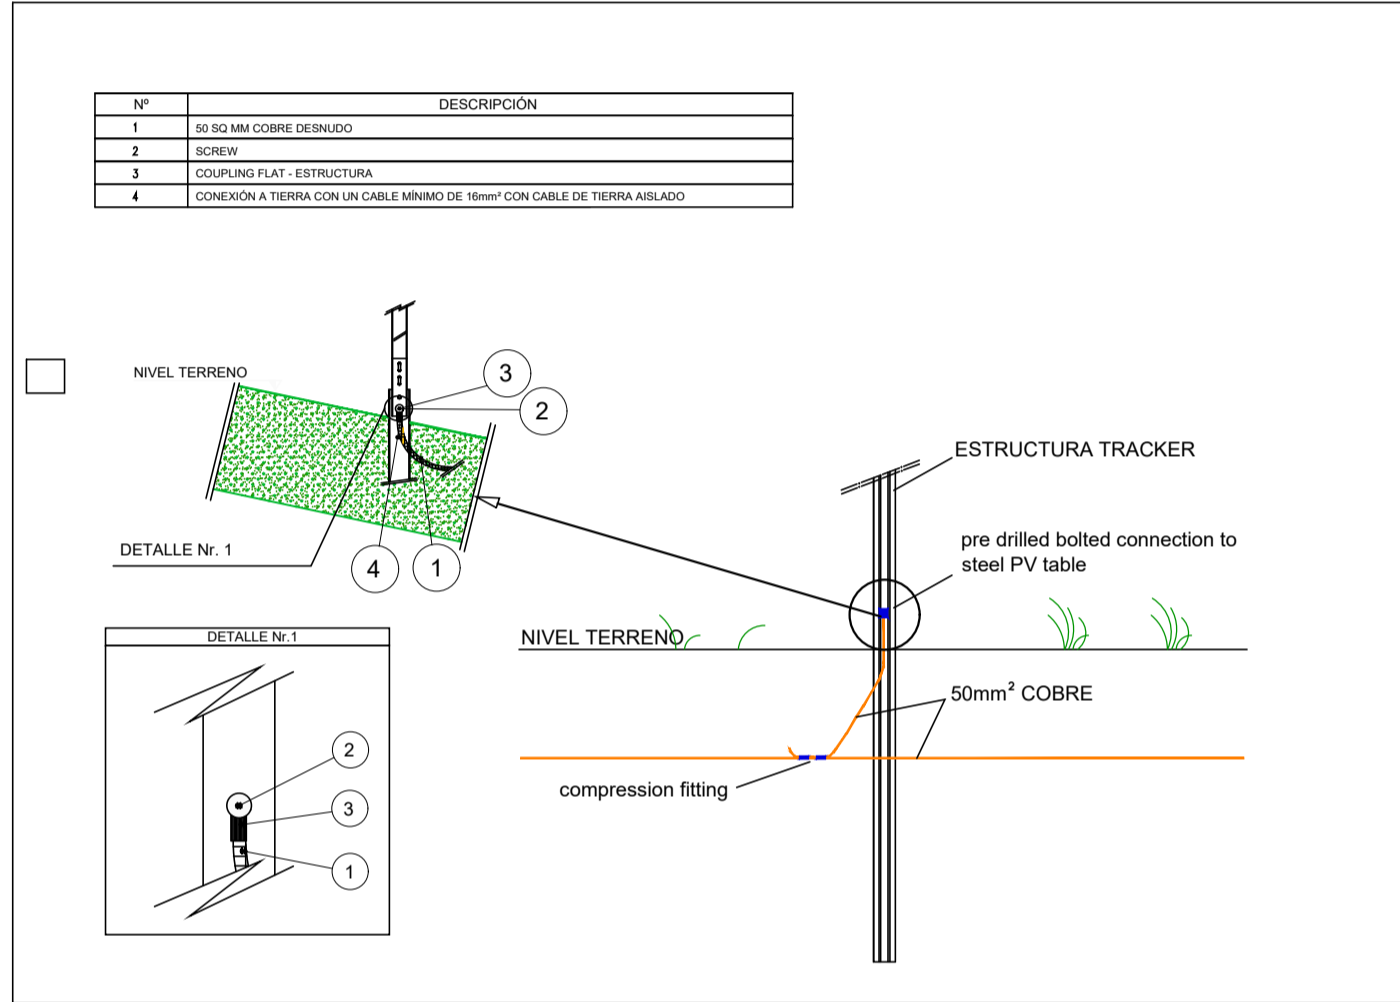 Nº DESCRIPCIÓN
1 50 SQ MM COBRE DESNUDO
2 SCREW
3 COUPLING FLAT - ESTRUCTURA
4 CONEXIÓN A TIERRA CON UN CABLE MÍNIMO DE 16mm² CON CABLE DE TIERRA AISLADO
NIVEL TERRENO
3
2
DETALLE Nr. 1
4
1
ESTRUCTURA TRACKER
pre drilled bolted connection to
steel PV table
NIVEL TERRENO
50mm² COBRE
compression fitting
DETALLE Nr.1
2
3
1